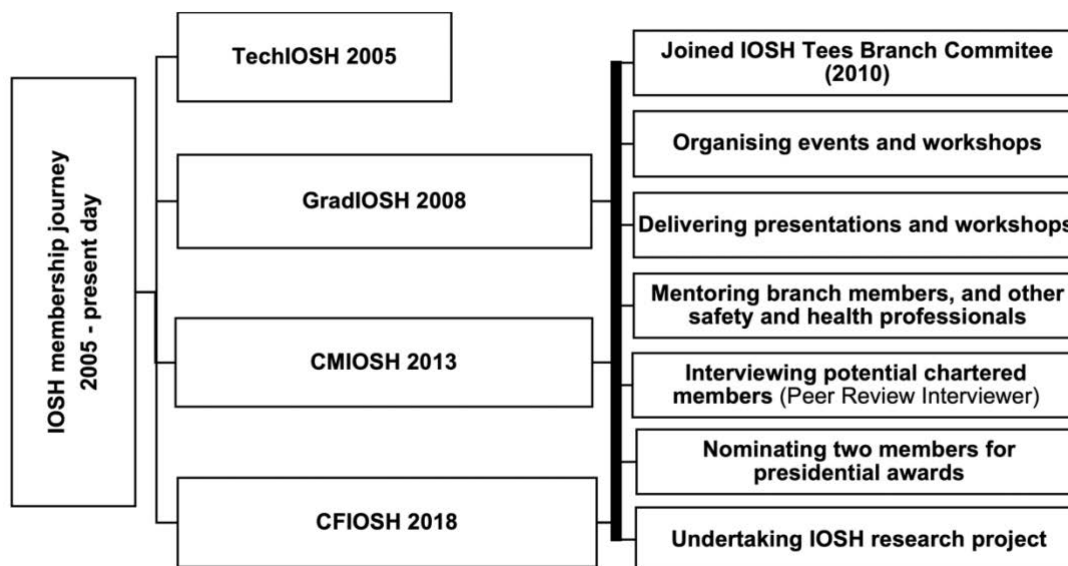 IOSH membership journey
2005 - present day
TechIOSH 2005
GradIOSH 2008
CMIOSH 2013
CFIOSH 2018
Joined IOSH Tees Branch Commitee
(2010)
Organising events and workshops
Delivering presentations and workshops
Mentoring branch members, and other
safety and health professionals
Interviewing potential chartered
members (Peer Review Interviewer)
Nominating two members for
presidential awards
Undertaking IOSH research project